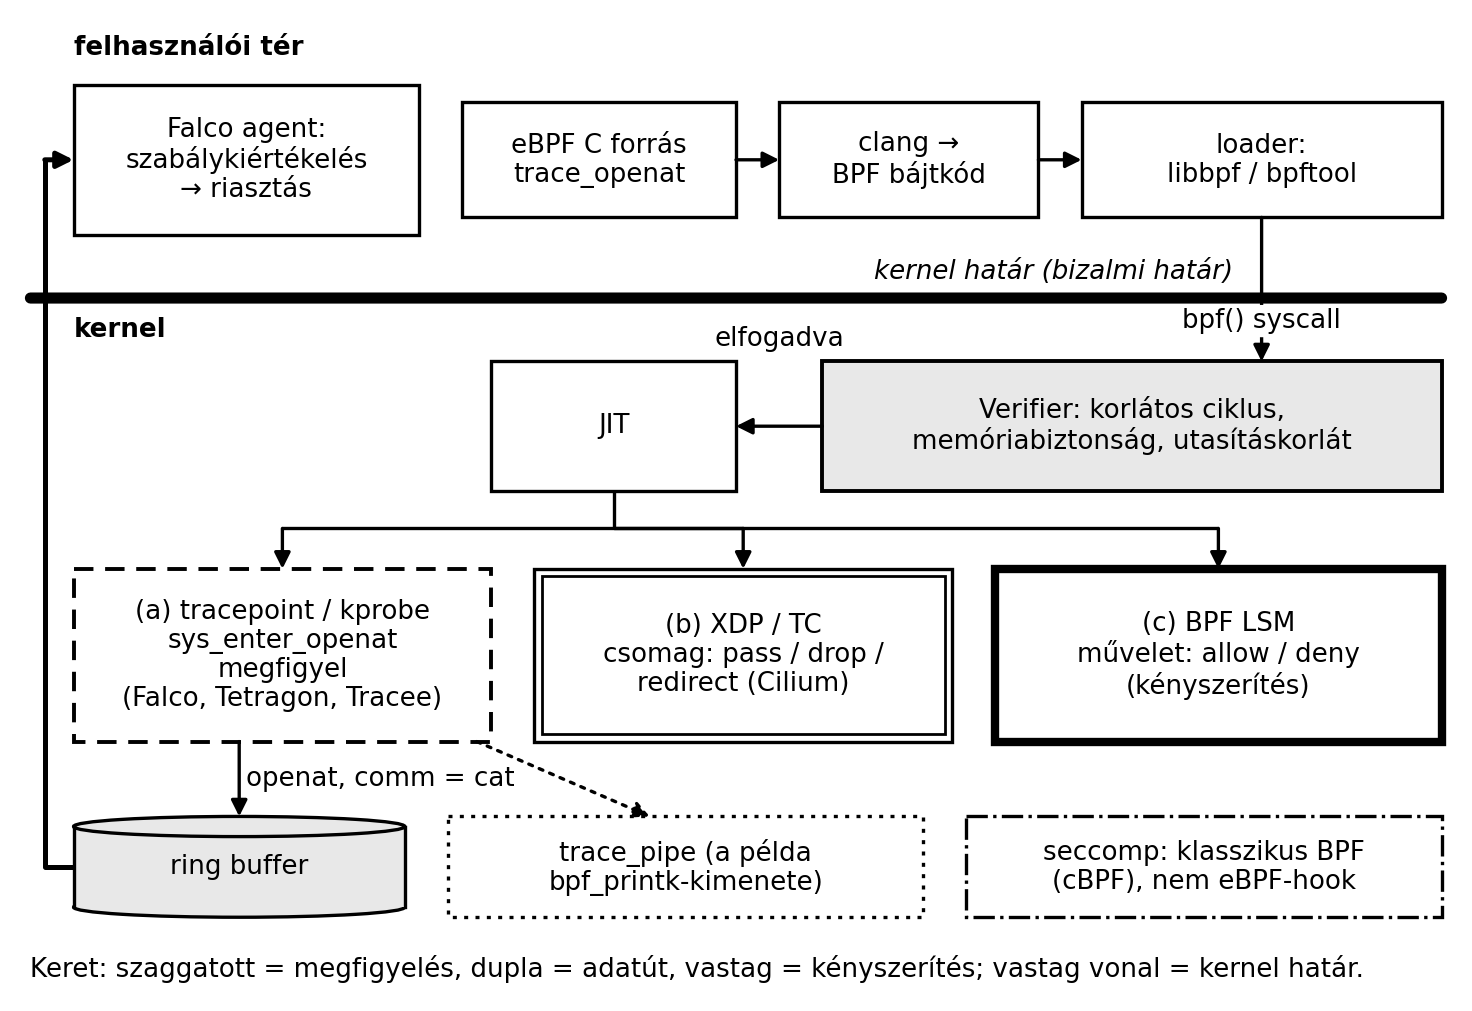 felhasználói tér
Falco agent:
szabálykiértékelés
→ riasztás
eBPF C forrás
trace_openat
clang →
BPF bájtkód
loader:
libbpf / bpftool
kernel határ (bizalmi határ)
kernel
bpf() syscall
elfogadva
JIT
Verifier: korlátos ciklus,
memóriabiztonság, utasításkorlát
(a) tracepoint / kprobe
sys_enter_openat
megfigyel
(Falco, Tetragon, Tracee)
(b) XDP / TC
csomag: pass / drop /
redirect (Cilium)
(c) BPF LSM
művelet: allow / deny
(kényszerítés)
openat, comm = cat
ring buffer
trace_pipe (a példa
bpf_printk-kimenete)
seccomp: klasszikus BPF
(cBPF), nem eBPF-hook
Keret: szaggatott = megfigyelés, dupla = adatút, vastag = kényszerítés; vastag vonal = kernel határ.